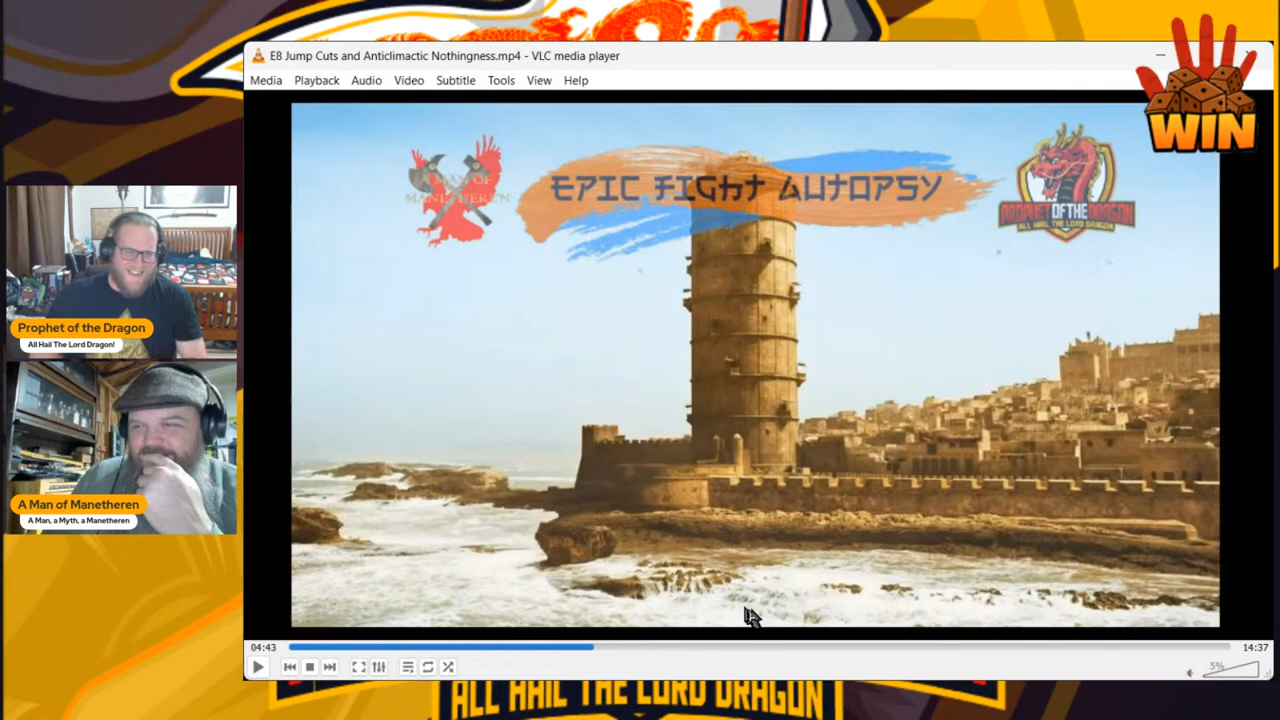 E8 Jump Cuts and Anticlimactic Nothingness.mp4 - VLC media player
Media Playback Audio Video Subtitle Tools View Help
WIN
MANETHEREN
EPIC FIGHT AUTOPSY
PROPHET OF THE DRAGON
ALL HAIL THE LORD DRAGON
Prophet of the Dragon
All Hail The Lord Dragon!
A Man of Manetheren
A Man, a Myth, a Manetheren
04:43
14:37
5%
ALL HAIL THE LORD DRAGON